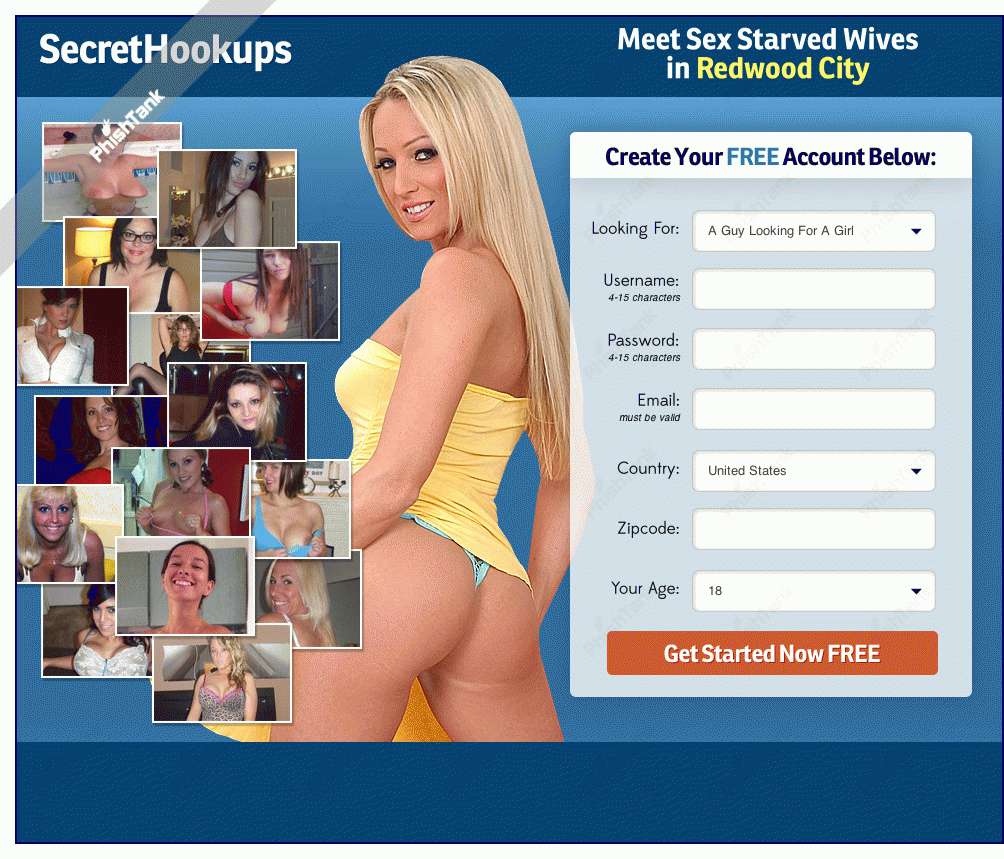 SecretHookups
Meet Sex Starved Wives
in Redwood City
PhishTank
Create Your FREE Account Below:
Looking For:
A Guy Looking For A Girl
Username:
4-15 characters
Password:
4-15 characters
Email:
must be valid
Country:
United States
Zipcode:
Your Age:
18
Get Started Now FREE